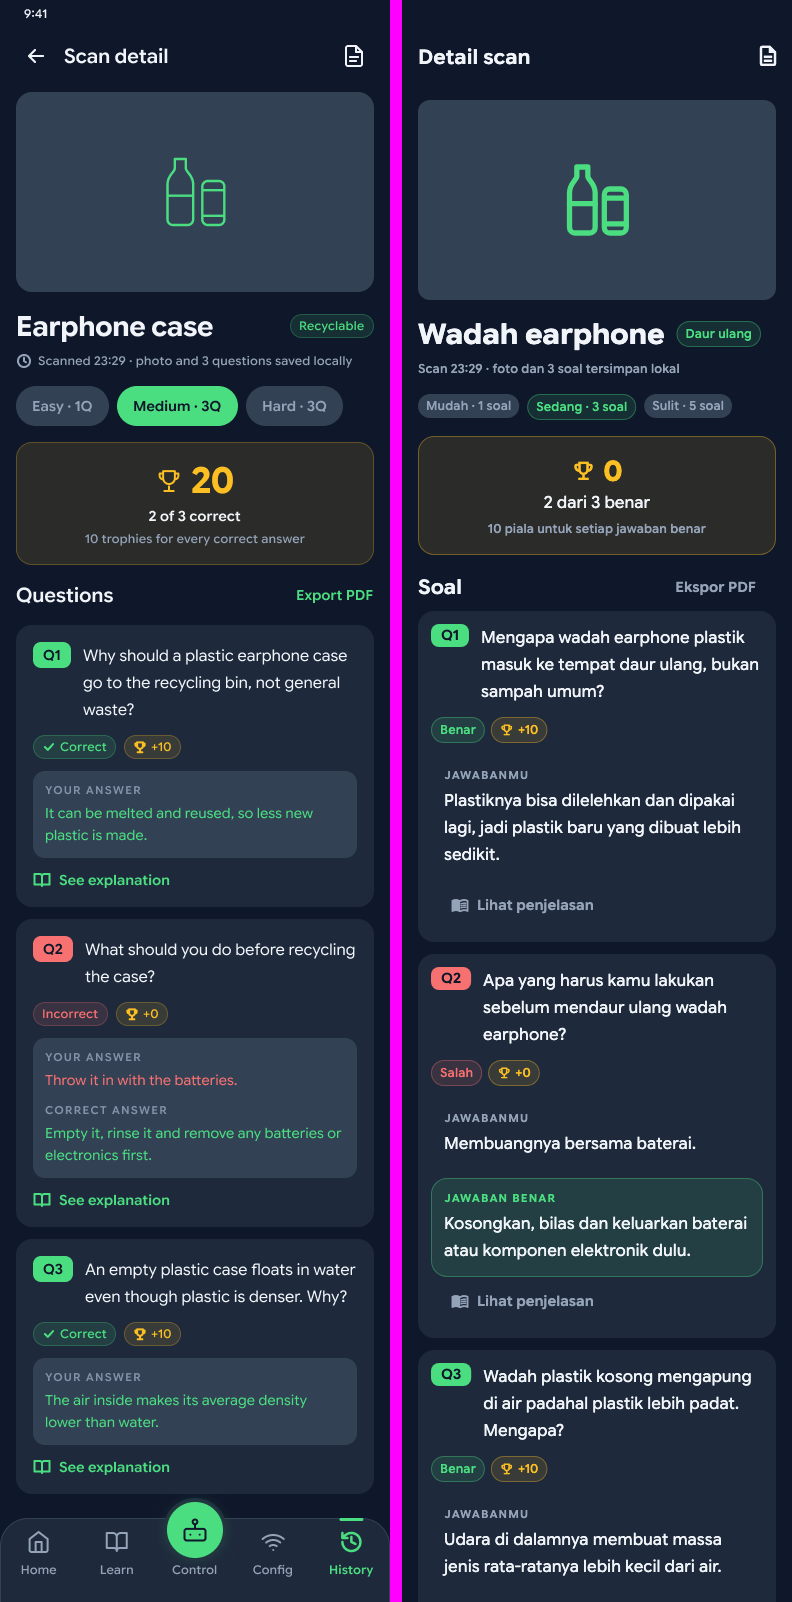 9:41
Scan detail
Earphone case
Recyclable
Scanned 23:29 · photo and 3 questions saved locally
Easy · 1Q
Medium · 3Q
Hard · 3Q
20
2 of 3 correct
10 trophies for every correct answer
Questions
Export PDF
Q1
Why should a plastic earphone case
go to the recycling bin, not general
waste?
Correct
+10
YOUR ANSWER
It can be melted and reused, so less new
plastic is made.
See explanation
Q2
What should you do before recycling
the case?
Incorrect
+0
YOUR ANSWER
Throw it in with the batteries.
CORRECT ANSWER
Empty it, rinse it and remove any batteries or
electronics first.
See explanation
Q3
An empty plastic case floats in water
even though plastic is denser. Why?
Correct
+10
YOUR ANSWER
The air inside makes its average density
lower than water.
See explanation
Home
Learn
Control
Config
History
Detail scan
Wadah earphone
Daur ulang
Scan 23:29 · foto dan 3 soal tersimpan lokal
Mudah · 1 soal
Sedang · 3 soal
Sulit · 5 soal
0
2 dari 3 benar
10 piala untuk setiap jawaban benar
Soal
Ekspor PDF
Q1
Mengapa wadah earphone plastik
masuk ke tempat daur ulang, bukan
sampah umum?
Benar
+10
JAWABANMU
Plastiknya bisa dilelehkan dan dipakai
lagi, jadi plastik baru yang dibuat lebih
sedikit.
Lihat penjelasan
Q2
Apa yang harus kamu lakukan
sebelum mendaur ulang wadah
earphone?
Salah
+0
JAWABANMU
Membuangnya bersama baterai.
JAWABAN BENAR
Kosongkan, bilas dan keluarkan baterai
atau komponen elektronik dulu.
Lihat penjelasan
Q3
Wadah plastik kosong mengapung
di air padahal plastik lebih padat.
Mengapa?
Benar
+10
JAWABANMU
Udara di dalamnya membuat massa
jenis rata-ratanya lebih kecil dari air.